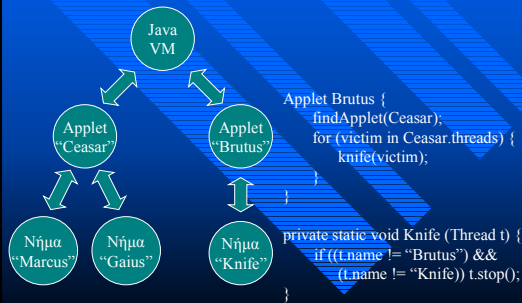 Java
VM
Applet
“Ceasar”
Applet
“Brutus”
Νήμα
“Marcus”
Νήμα
“Gaius”
Νήμα
“Knife”
Applet Brutus {
findApplet(Ceasar);
for (victim in Ceasar.threads) {
knife(victim);
}
}
private static void Knife (Thread t) {
if ((t.name != “Brutus”) &&
(t.name != “Knife)) t.stop();
}